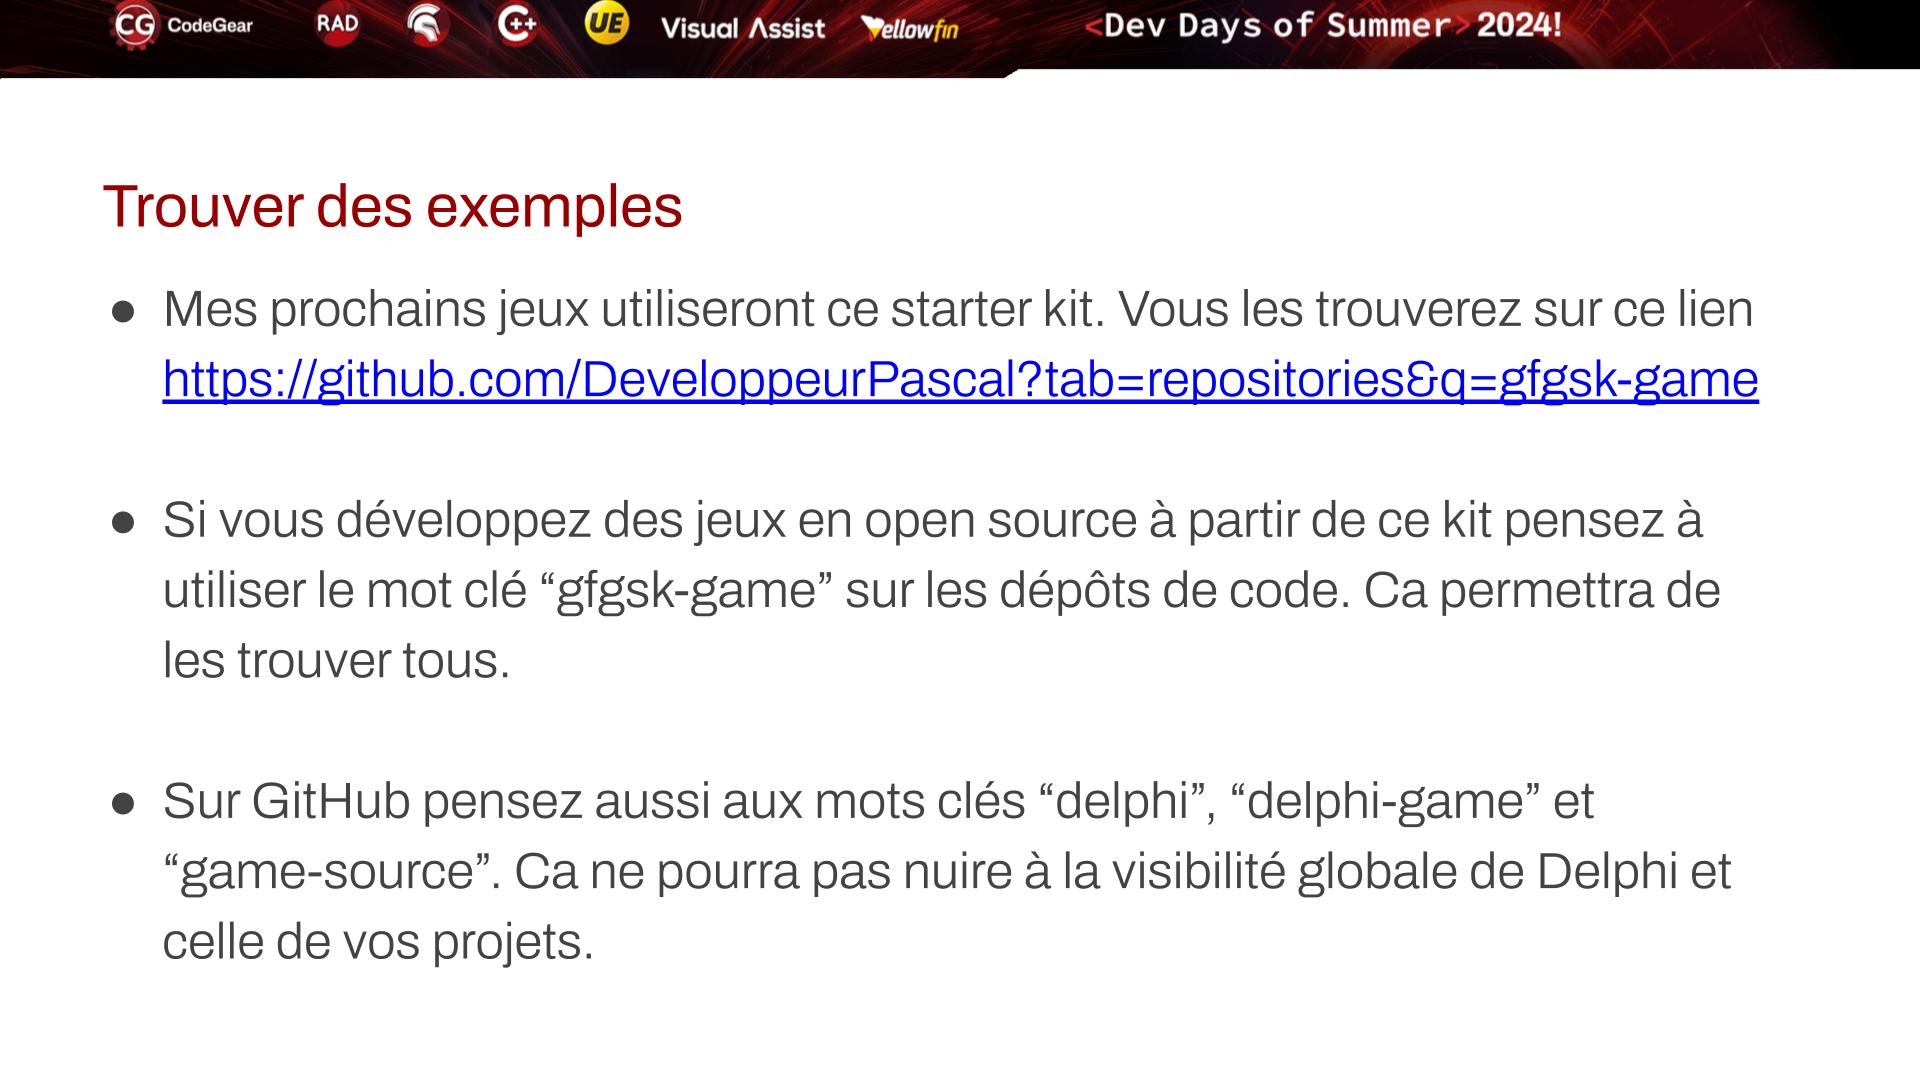 CG CodeGear RAD C++ UE Visual Assist Yellowfin <Dev Days of Summer> 2024!
Trouver des exemples
● Mes prochains jeux utiliseront ce starter kit. Vous les trouverez sur ce lien
https://github.com/DeveloppeurPascal?tab=repositories&q=gfgsk-game
● Si vous développez des jeux en open source à partir de ce kit pensez à
utiliser le mot clé “gfgsk-game” sur les dépôts de code. Ca permettra de
les trouver tous.
● Sur GitHub pensez aussi aux mots clés “delphi”, “delphi-game” et
“game-source”. Ca ne pourra pas nuire à la visibilité globale de Delphi et
celle de vos projets.